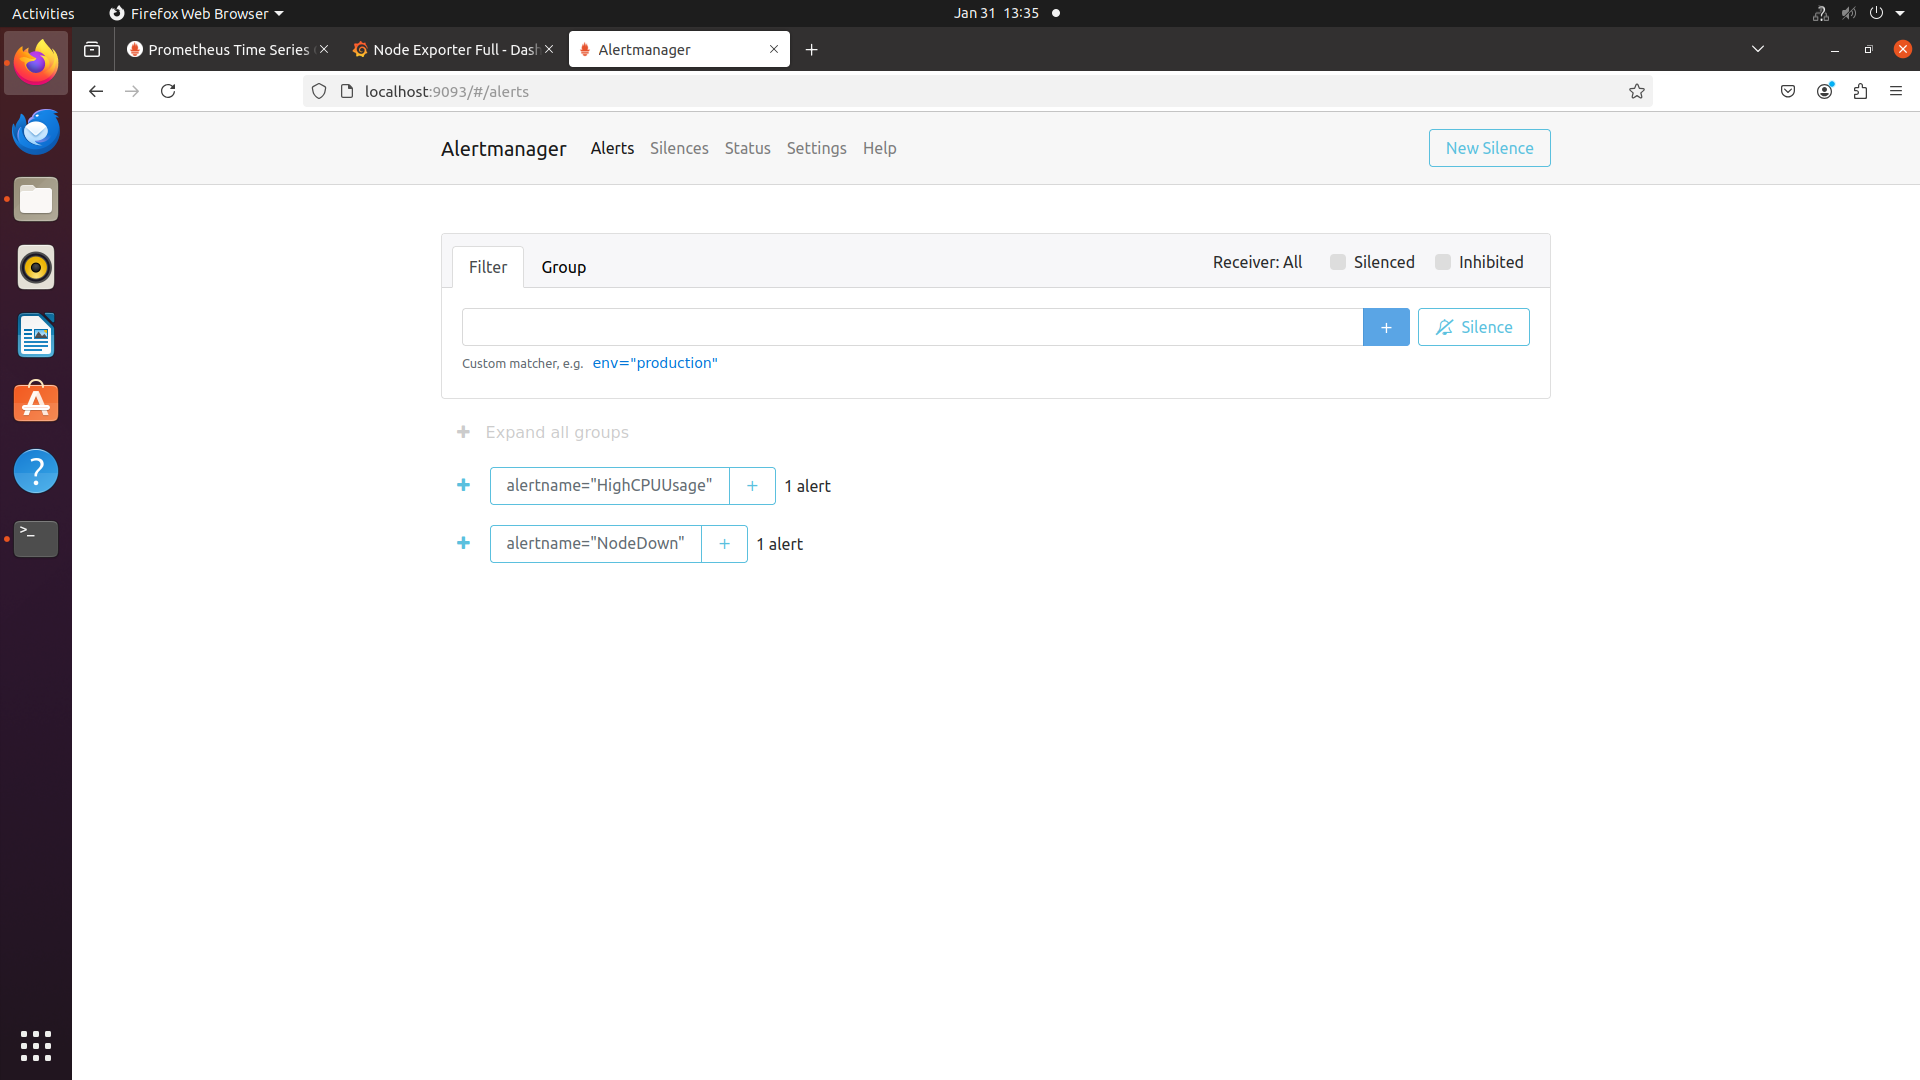 Activities
Firefox Web Browser
Jan 31 13:35
Prometheus Time Series
Node Exporter Full - Dash
Alertmanager
localhost:9093/#/alerts
Alertmanager
Alerts
Silences
Status
Settings
Help
New Silence
Filter
Group
Receiver: All
Silenced
Inhibited
+
Silence
Custom matcher, e.g. env="production"
+ Expand all groups
+ alertname="HighCPUUsage" + 1 alert
+ alertname="NodeDown" + 1 alert